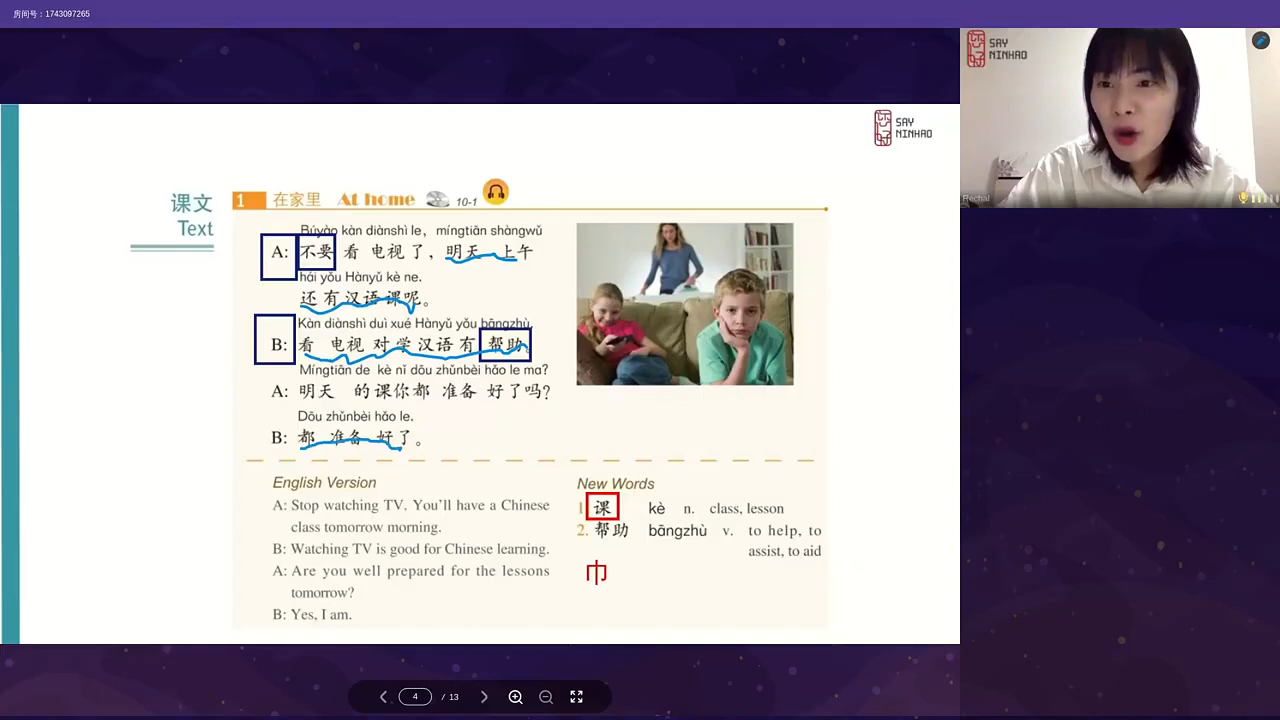 房间号：1743097265
SAY
NINHAO
SAY
NINHAO
Rechal
课文
Text
1 在家里 At home 10-1
Búyào kàn diànshì le, míngtiān shàngwǔ
A: 不要 看 电视 了，明天 上午
hái yǒu Hànyǔ kè ne.
还 有 汉语 课呢。
Kàn diànshì duì xué Hànyǔ yǒu bāngzhù.
B: 看 电视 对 学 汉语 有 帮助。
Míngtiān de kè nǐ dōu zhǔnbèi hǎo le ma?
A: 明天 的 课你都 准备 好了吗？
Dōu zhǔnbèi hǎo le.
B: 都 准备 好了。
English Version
A: Stop watching TV. You'll have a Chinese
class tomorrow morning.
B: Watching TV is good for Chinese learning.
A: Are you well prepared for the lessons
tomorrow?
B: Yes, I am.
New Words
1 课 kè n. class, lesson
2. 帮助 bāngzhù v. to help, to
assist, to aid
巾
4 / 13